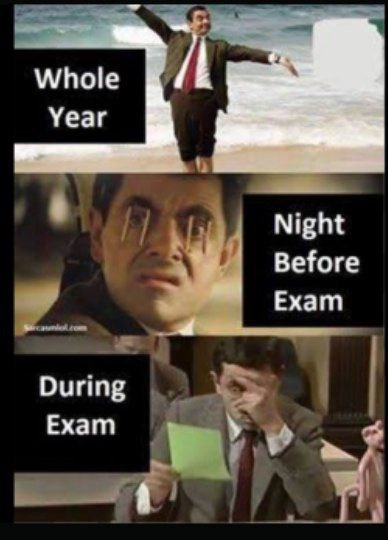 Whole
Year
Night
Before
Exam
Sarcasmlol.com
During
Exam